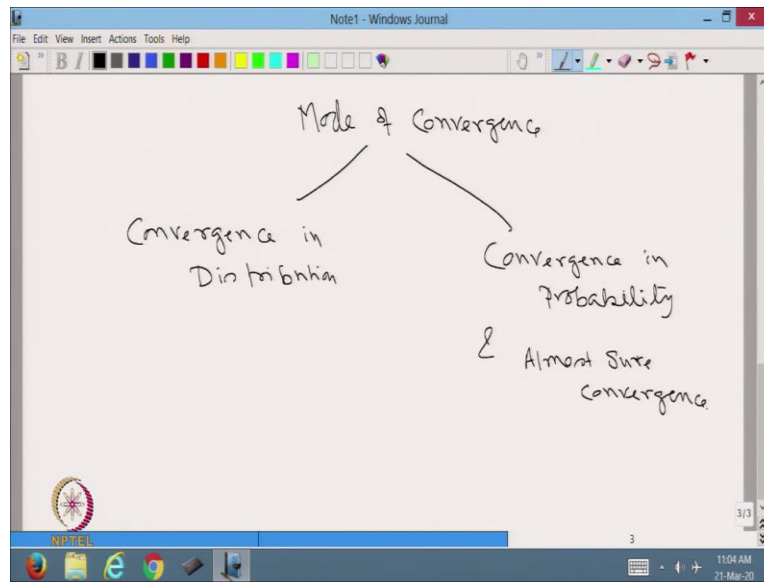 Note1 - Windows Journal
File Edit View Insert Actions Tools Help
B I
Mode of Convergence
Convergence in
Distribution
Convergence in
Probability
& Almost Sure
convergence.
NPTEL
3/3
3
11:04 AM
21-Mar-20